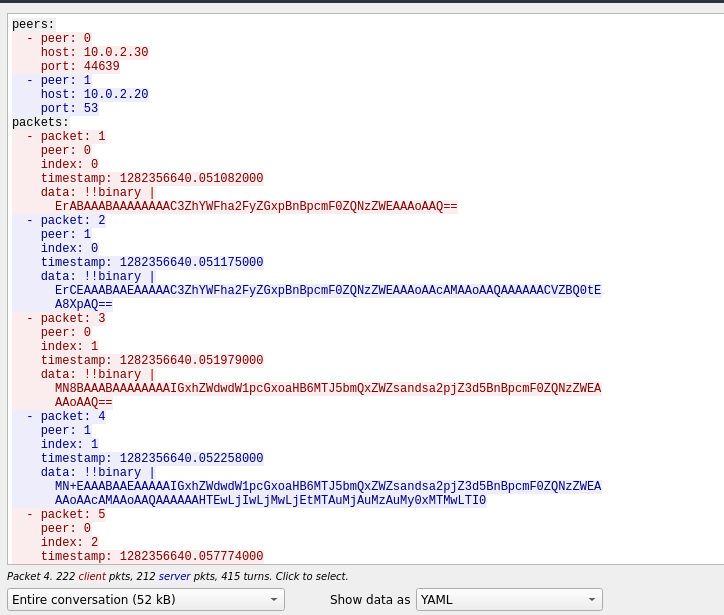 peers:
- peer: 0
host: 10.0.2.30
port: 44639
- peer: 1
host: 10.0.2.20
port: 53
packets:
- packet: 1
peer: 0
index: 0
timestamp: 1282356640.051082000
data: !!binary |
ErABAAABAAAAAAAAC3ZhYWFha2FyZGxpBnBpcmF0ZQNzZWEAAAoAAQ==
- packet: 2
peer: 1
index: 0
timestamp: 1282356640.051175000
data: !!binary |
ErCEAAABAAEAAAAAC3ZhYWFha2FyZGxpBnBpcmF0ZQNzZWEAAAoAAcAMAAoAAQAAAAAACVZBQ0tE
A8XpAQ==
- packet: 3
peer: 0
index: 1
timestamp: 1282356640.051979000
data: !!binary |
MN8BAAABAAAAAAAAIGxhZWdwdW1pcGxoaHB6MTJ5bmQxZWZsandsa2pjZ3d5BnBpcmF0ZQNzZWEA
AAoAAQ==
- packet: 4
peer: 1
index: 1
timestamp: 1282356640.052258000
data: !!binary |
MN+EAAABAAEAAAAAIGxhZWdwdW1pcGxoaHB6MTJ5bmQxZWZsandsa2pjZ3d5BnBpcmF0ZQNzZWEA
AAoAAcAMAAoAAQAAAAAAHTEwLjIwLjMwLjEtMTAuMjAuMzAuMy0xMTMwLTI0
- packet: 5
peer: 0
index: 2
timestamp: 1282356640.057774000
Packet 4. 222 client pkts, 212 server pkts, 415 turns. Click to select.
Entire conversation (52 kB)
Show data as
YAML